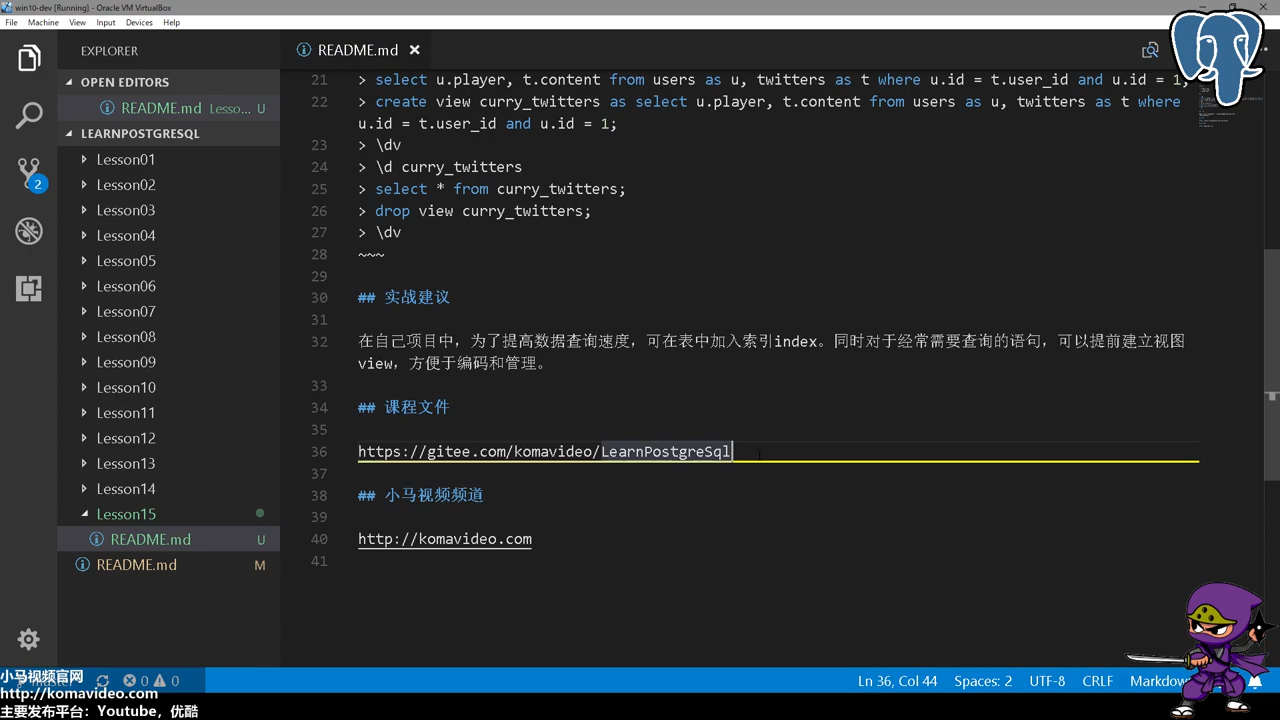 win10-dev [Running] - Oracle VM VirtualBox
File Machine View Input Devices Help
EXPLORER
README.md
OPEN EDITORS
README.md Lesso... U
LEARNPOSTGRESQL
Lesson01
Lesson02
Lesson03
Lesson04
Lesson05
Lesson06
Lesson07
Lesson08
Lesson09
Lesson10
Lesson11
Lesson12
Lesson13
Lesson14
Lesson15
README.md U
README.md M
2
21 > select u.player, t.content from users as u, twitters as t where u.id = t.user_id and u.id = 1;
22 > create view curry_twitters as select u.player, t.content from users as u, twitters as t where
u.id = t.user_id and u.id = 1;
23 > \dv
24 > \d curry_twitters
25 > select * from curry_twitters;
26 > drop view curry_twitters;
27 > \dv
28 ~~~
29
30 ## 实战建议
31
32 在自己项目中，为了提高数据查询速度，可在表中加入索引index。同时对于经常需要查询的语句，可以提前建立视图
view，方便于编码和管理。
33
34 ## 课程文件
35
36 https://gitee.com/komavideo/LearnPostgreSql
37
38 ## 小马视频频道
39
40 http://komavideo.com
41
0 0
Ln 36, Col 44 Spaces: 2 UTF-8 CRLF
小马视频官网
http://komavideo.com
主要发布平台：Youtube，优酷